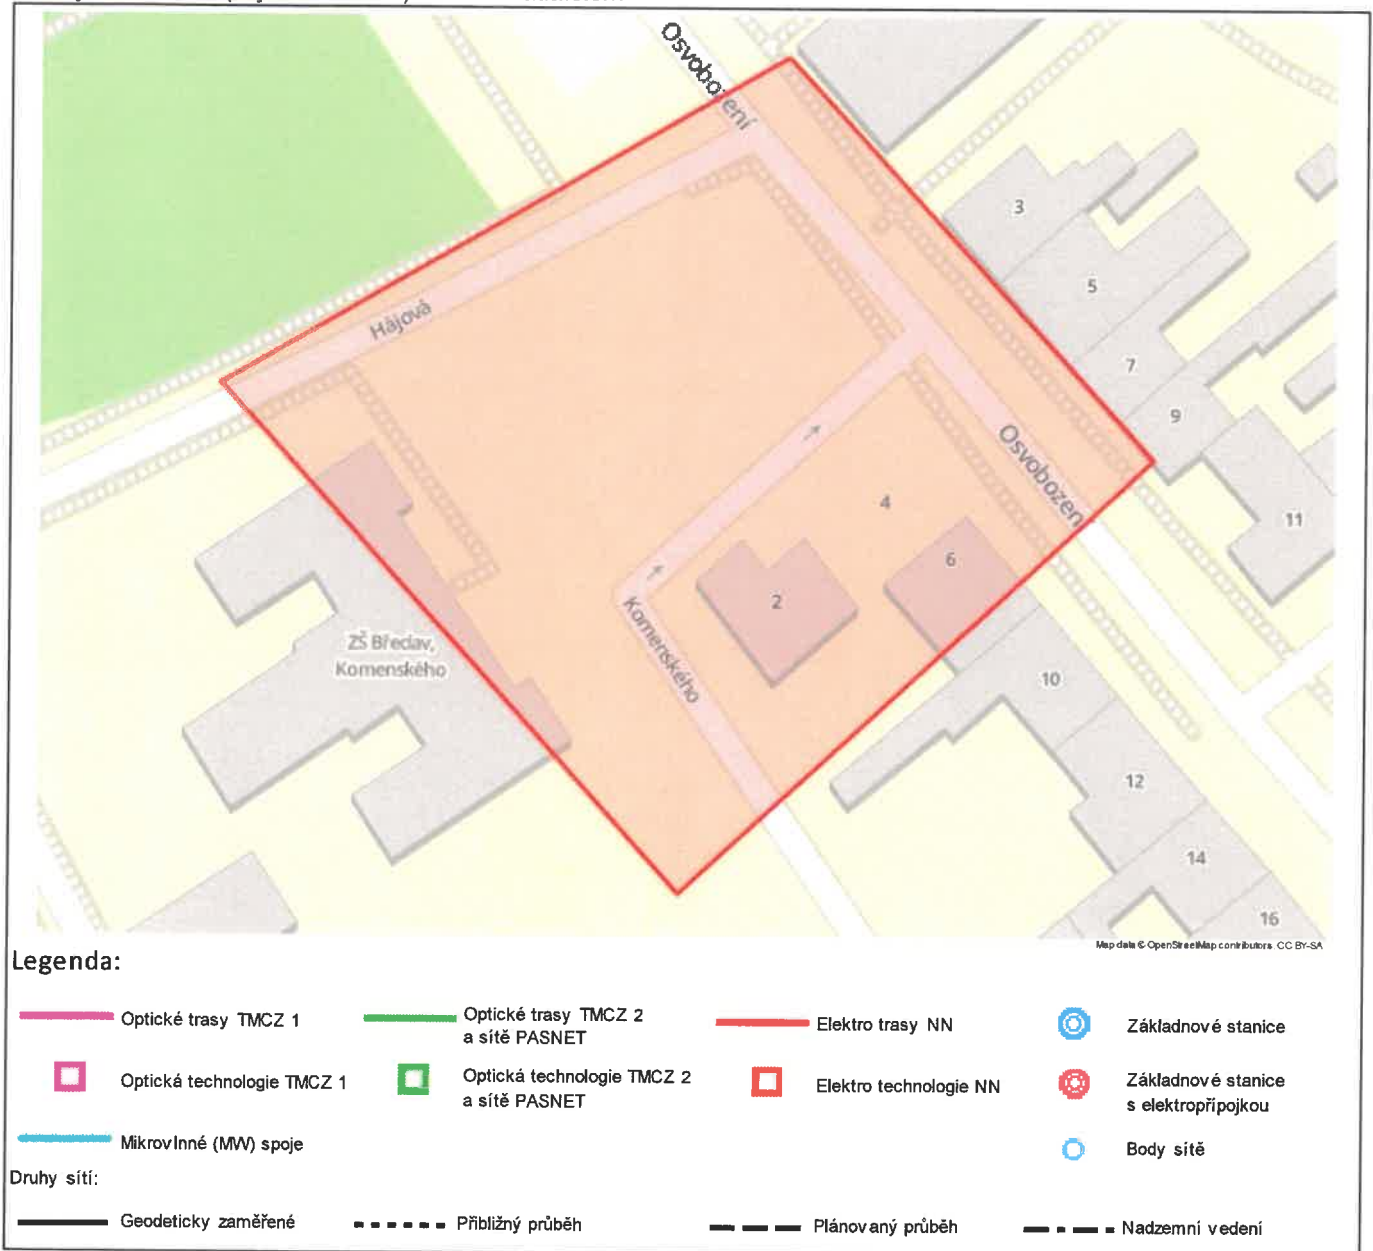 Osvobození
Hájová
3
5
7
9
11
Osvobozen
4
6
2
Komenského
ZŠ Břeclav,
Komenského
10
12
14
16
Map data © OpenStreetMap contributors CC BY-SA
Legenda:
Optické trasy TMCZ 1
Optické trasy TMCZ 2
a sítě PASNET
Elektro trasy NN
Základnové stanice
Optická technologie TMCZ 1
Optická technologie TMCZ 2
a sítě PASNET
Elektro technologie NN
Základnové stanice
s elektropřípojkou
Mikrovlnné (MW) spoje
Body sítě
Druhy sítí:
Geodeticky zaměřené
Přibližný průběh
Plánovaný průběh
Nadzemní vedení